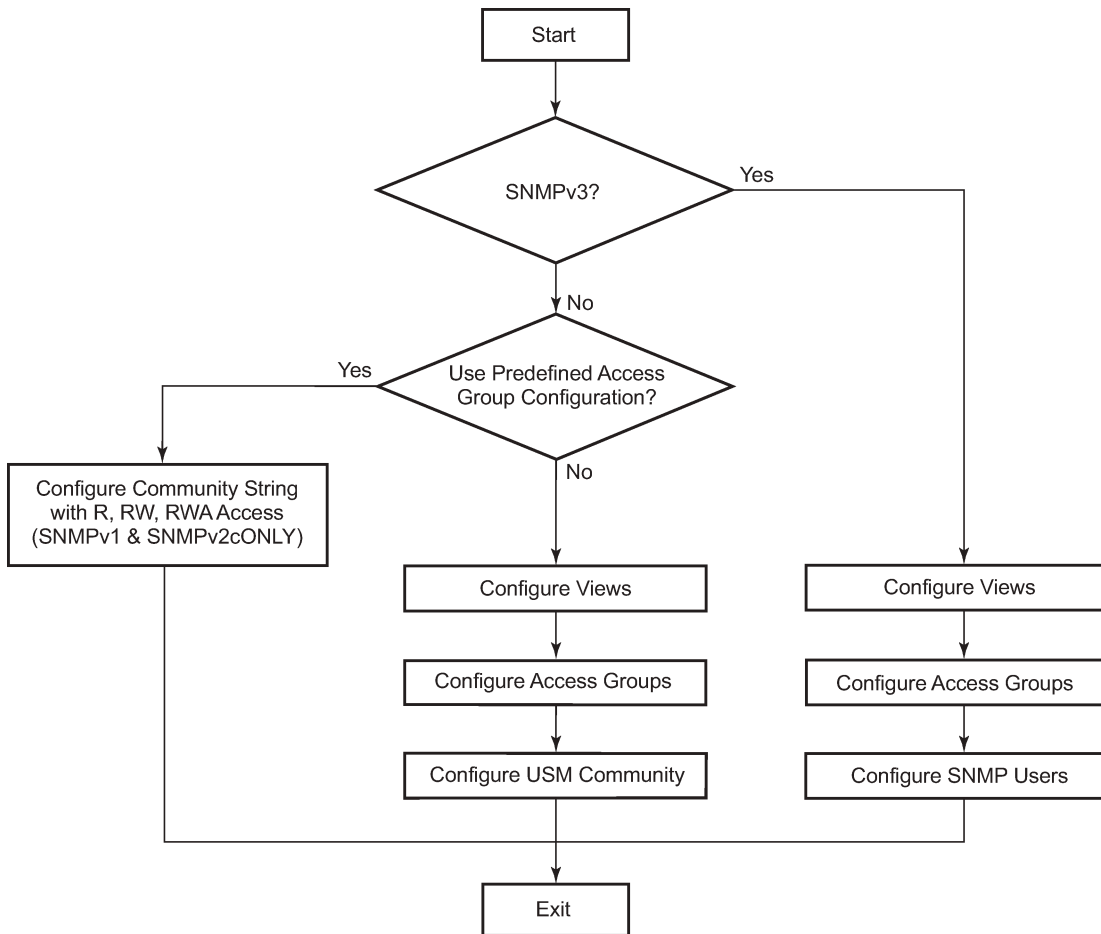 Start
SNMPv3?
Yes
No
Use Predefined Access
Group Configuration?
Yes
No
Configure Community String
with R, RW, RWA Access
(SNMPv1 & SNMPv2cONLY)
Configure Views
Configure Views
Configure Access Groups
Configure Access Groups
Configure USM Community
Configure SNMP Users
Exit